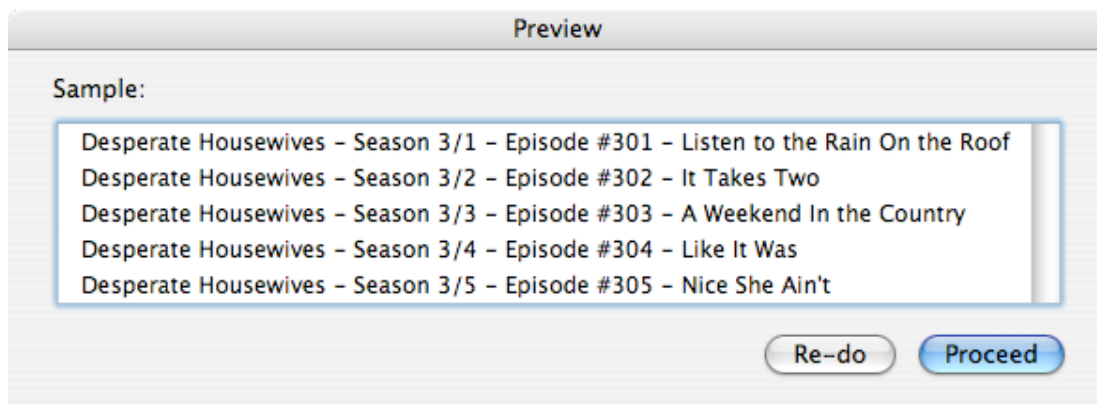 Preview
Sample:
Desperate Housewives – Season 3/1 – Episode #301 – Listen to the Rain On the Roof
Desperate Housewives – Season 3/2 – Episode #302 – It Takes Two
Desperate Housewives – Season 3/3 – Episode #303 – A Weekend In the Country
Desperate Housewives – Season 3/4 – Episode #304 – Like It Was
Desperate Housewives – Season 3/5 – Episode #305 – Nice She Ain't
Re-do Proceed